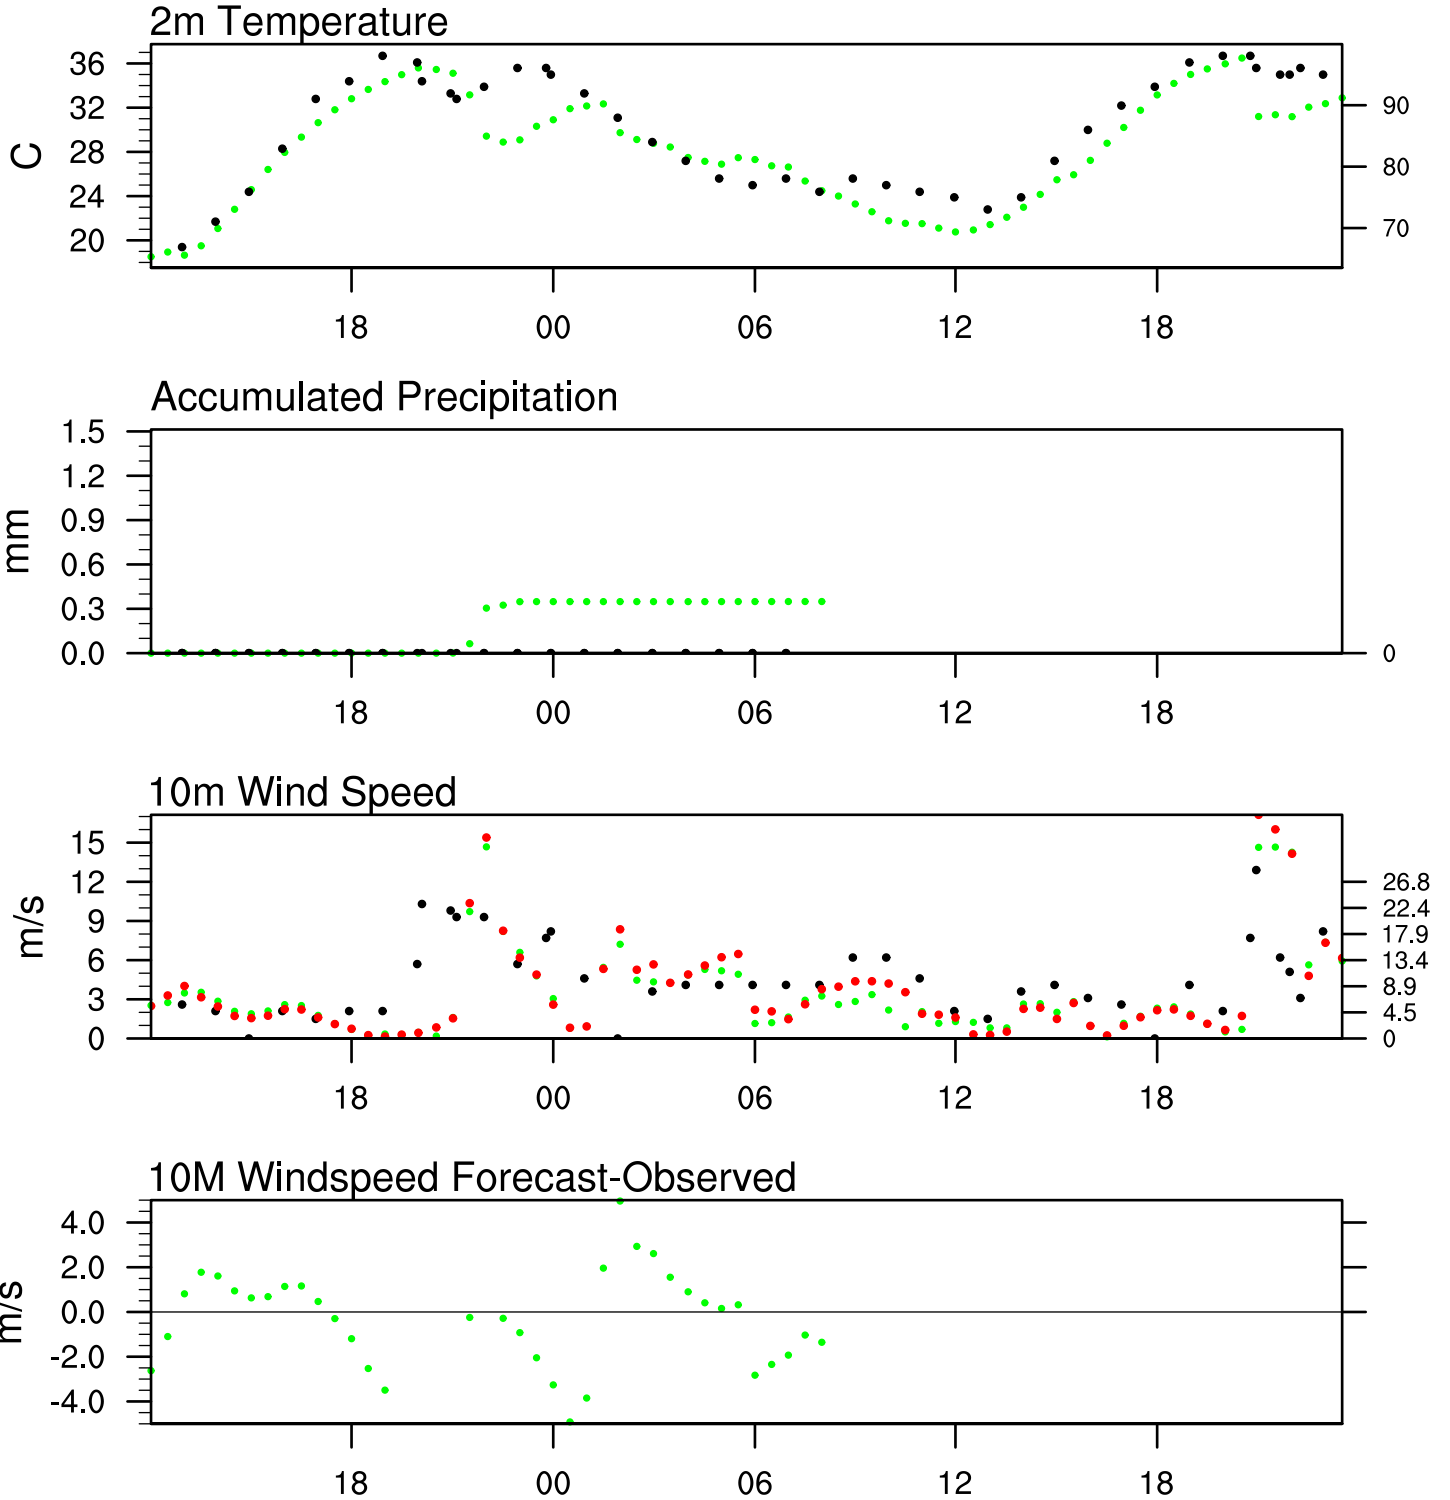 2m Temperature
36
32
28
24
20
C
90
80
70
18 00 06 12 18
Accumulated Precipitation
1.5
1.2
0.9
0.6
0.3
0.0
mm
0
18 00 06 12 18
10m Wind Speed
15
12
9
6
3
0
m/s
26.8
22.4
17.9
13.4
8.9
4.5
0
18 00 06 12 18
10M Windspeed Forecast-Observed
4.0
2.0
0.0
-2.0
-4.0
m/s
18 00 06 12 18